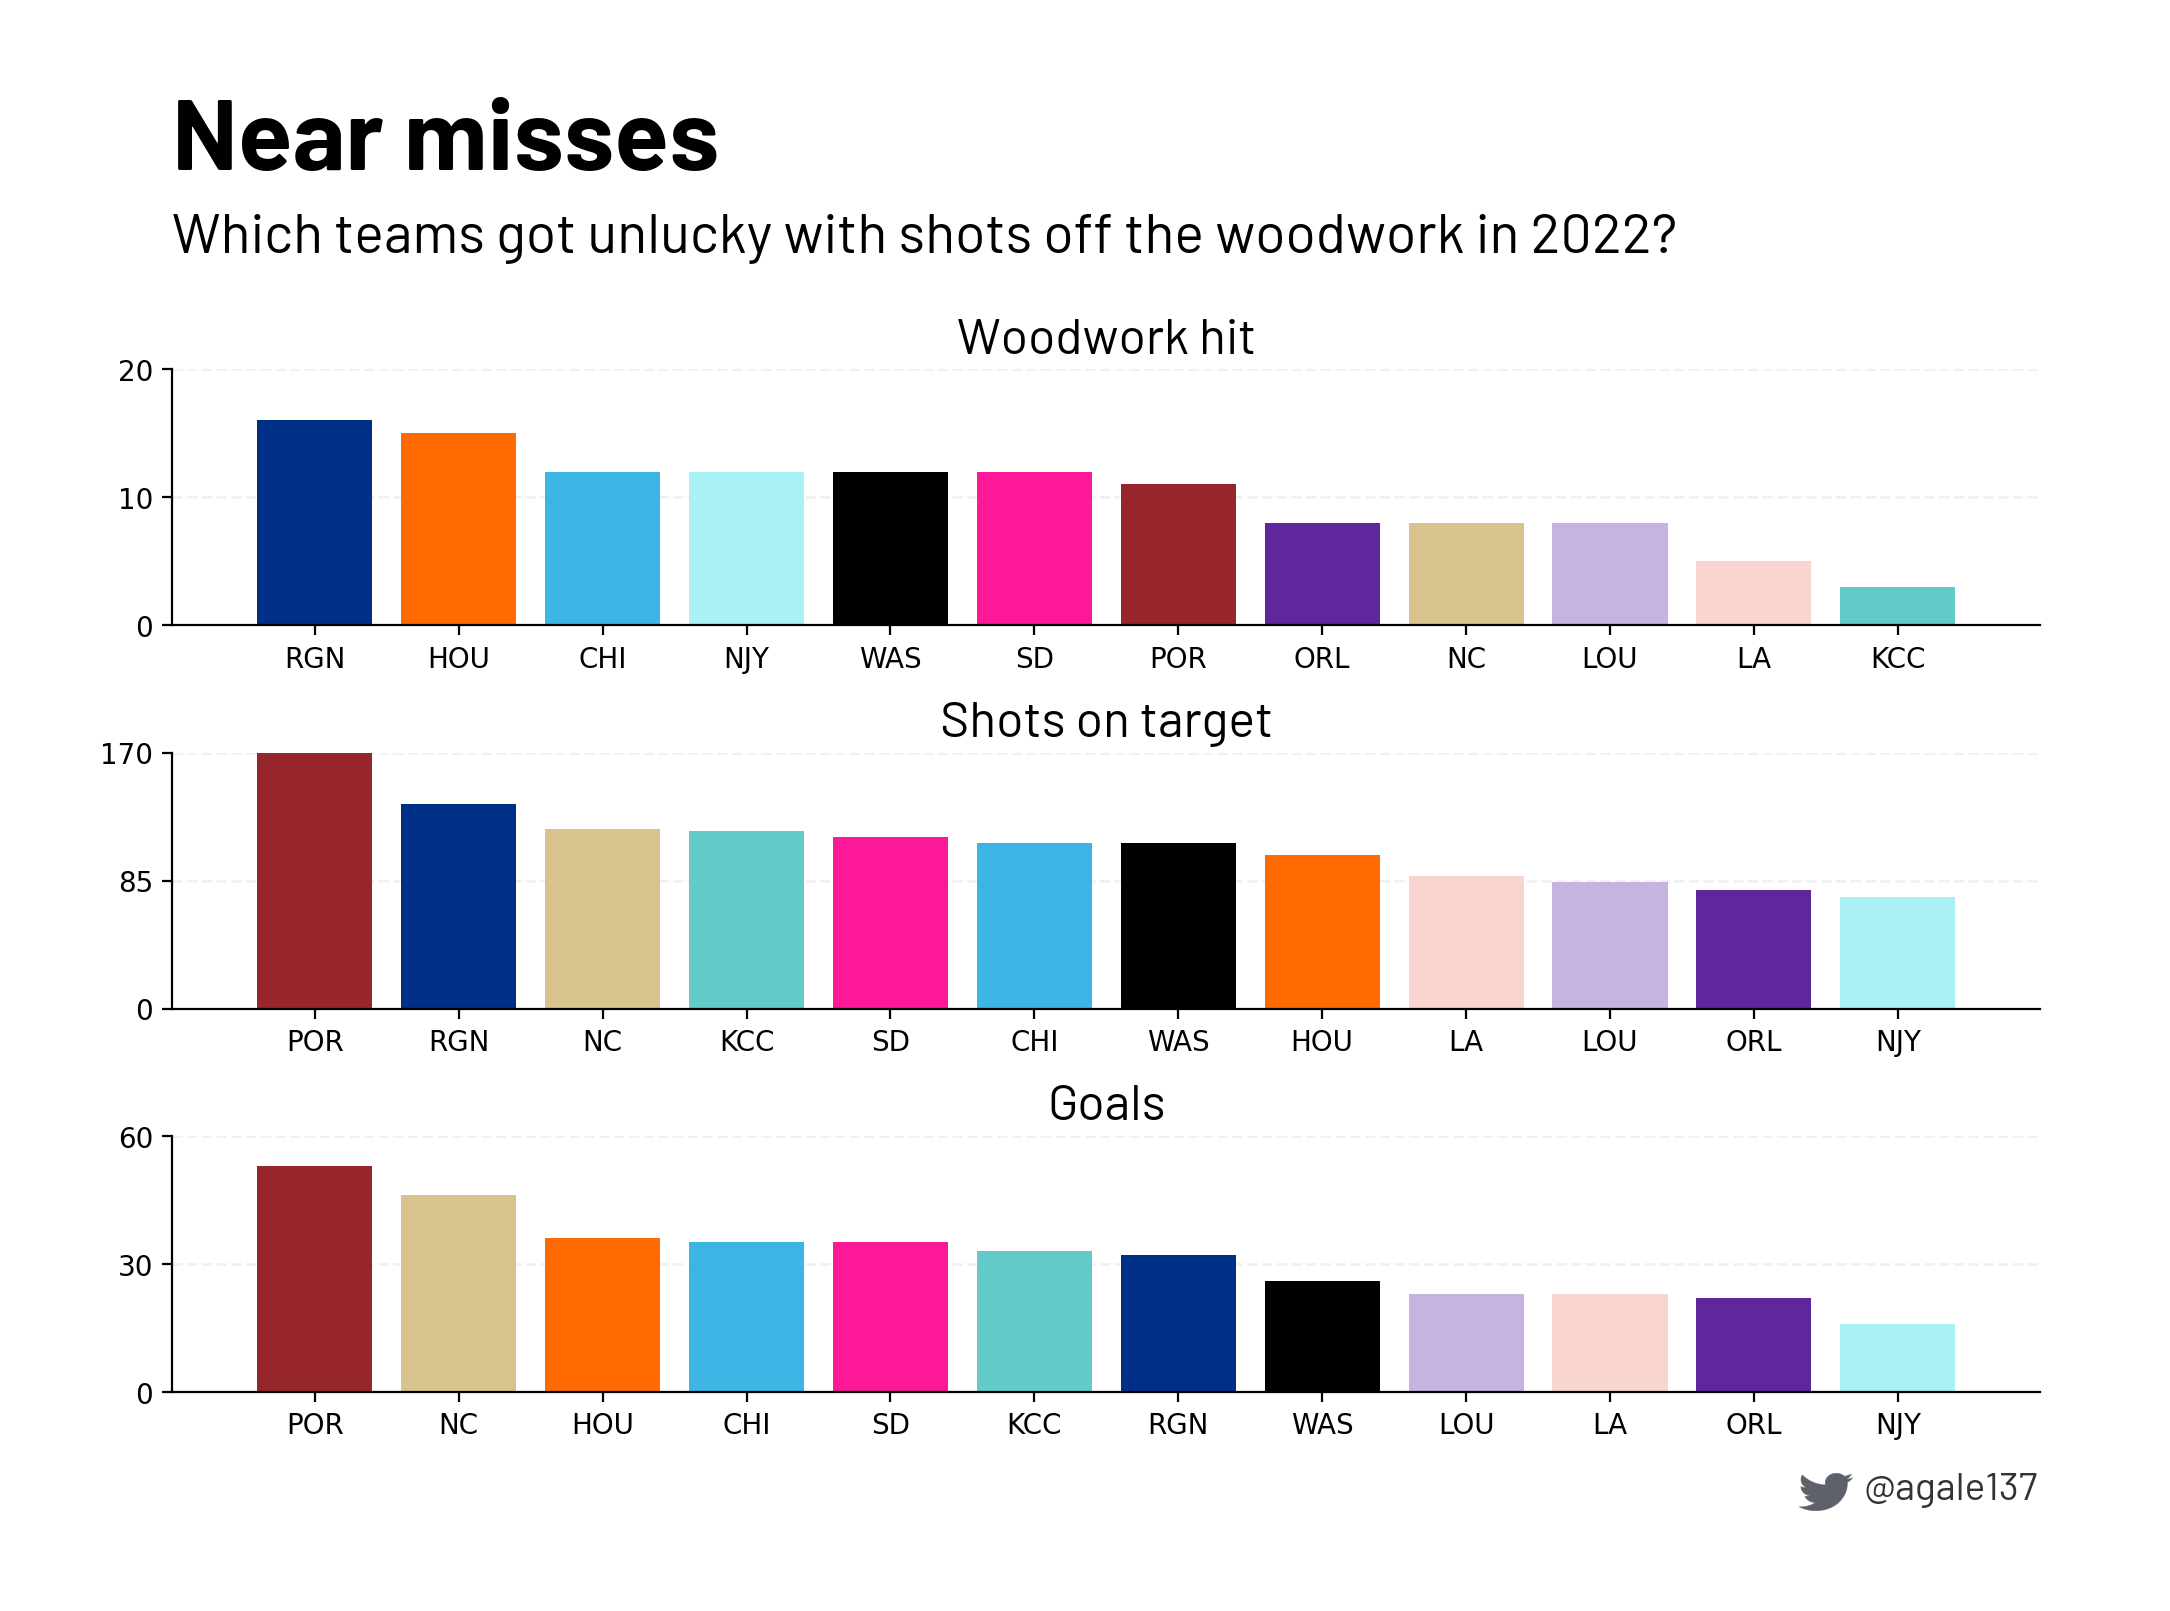 Near misses
Which teams got unlucky with shots off the woodwork in 2022?
Woodwork hit
20
10
0
RGN HOU CHI NJY WAS SD POR ORL NC LOU LA KCC
Shots on target
170
85
0
POR RGN NC KCC SD CHI WAS HOU LA LOU ORL NJY
Goals
60
30
0
POR NC HOU CHI SD KCC RGN WAS LOU LA ORL NJY
@agale137